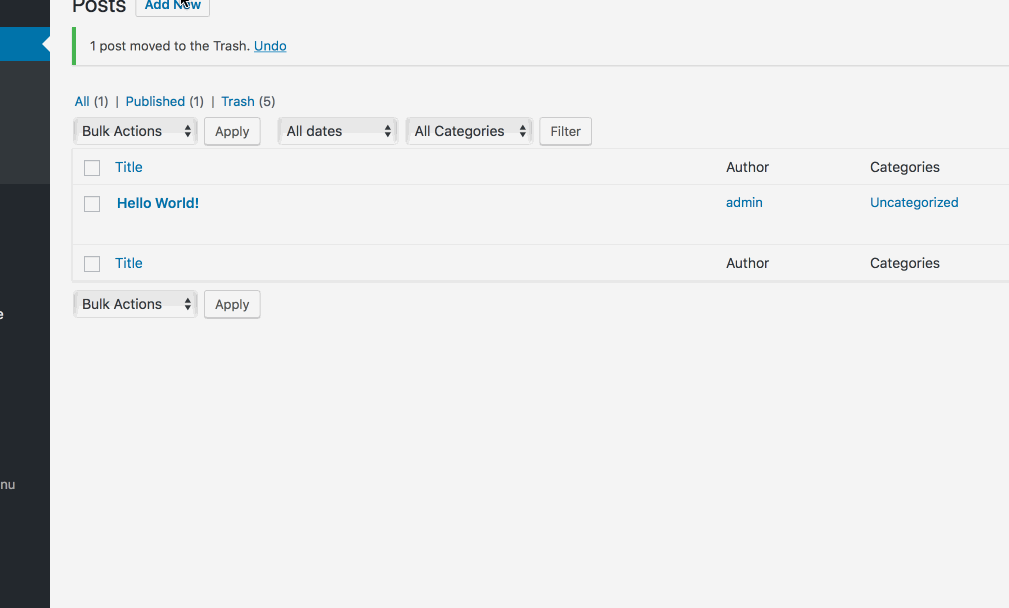 Posts Add New
1 post moved to the Trash. Undo
All (1) | Published (1) | Trash (5)
Bulk Actions Apply All dates All Categories Filter
Title Author Categories
Hello World! admin Uncategorized
Title Author Categories
Bulk Actions Apply
e
nu